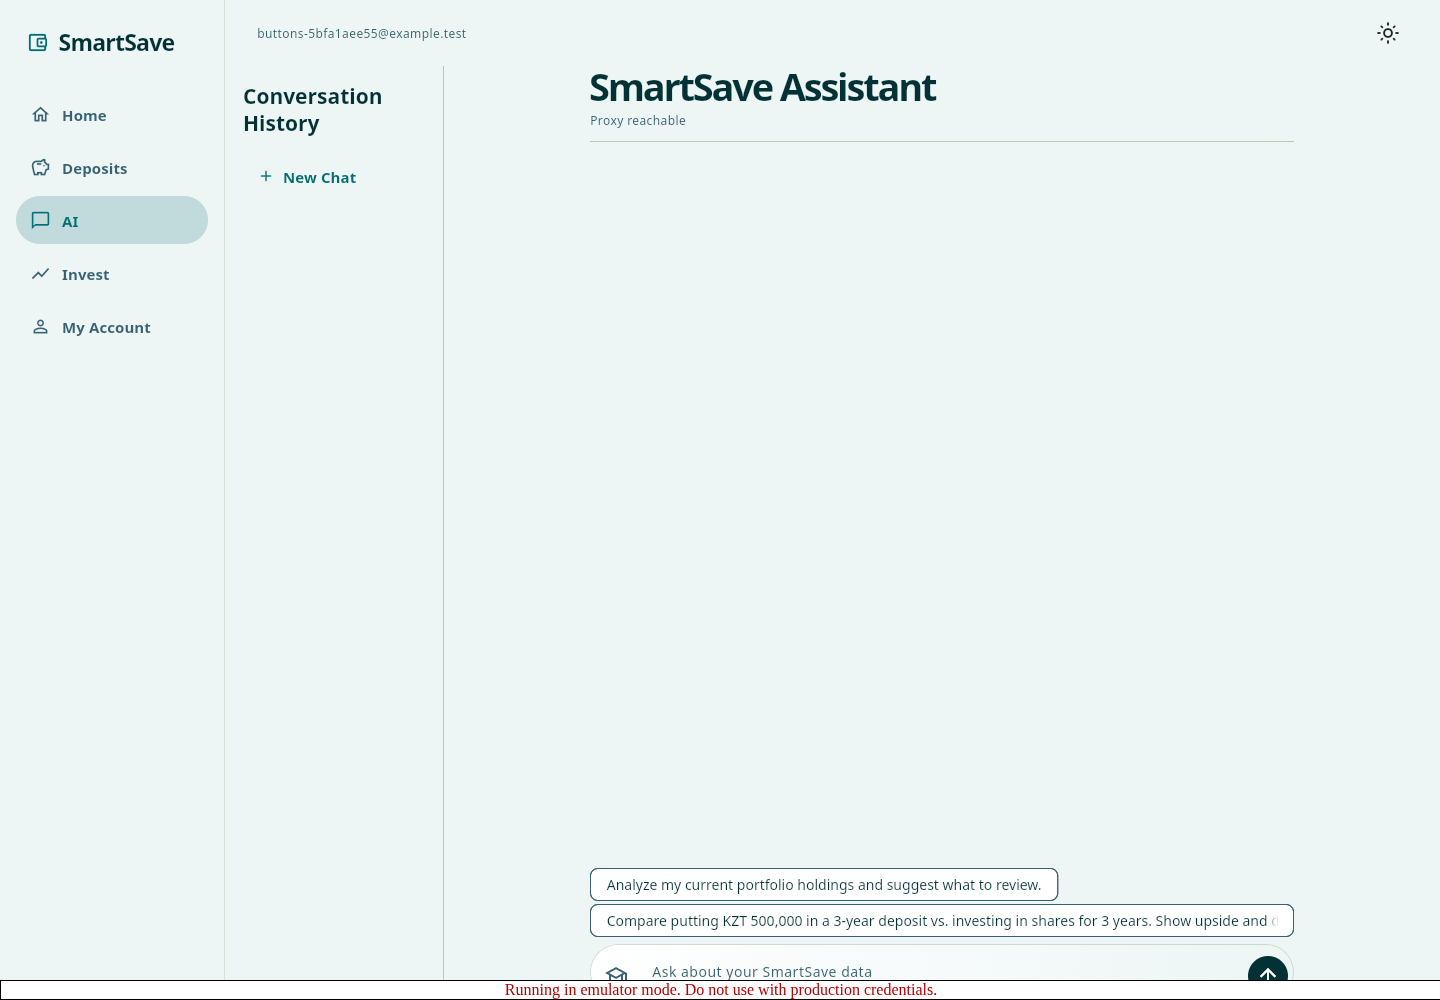 SmartSave
Home
Deposits
AI
Invest
My Account
buttons-5bfa1aee55@example.test
Conversation
History
New Chat
SmartSave Assistant
Proxy reachable
Analyze my current portfolio holdings and suggest what to review.
Compare putting KZT 500,000 in a 3-year deposit vs. investing in shares for 3 years. Show upside and
Ask about your SmartSave data
Running in emulator mode. Do not use with production credentials.